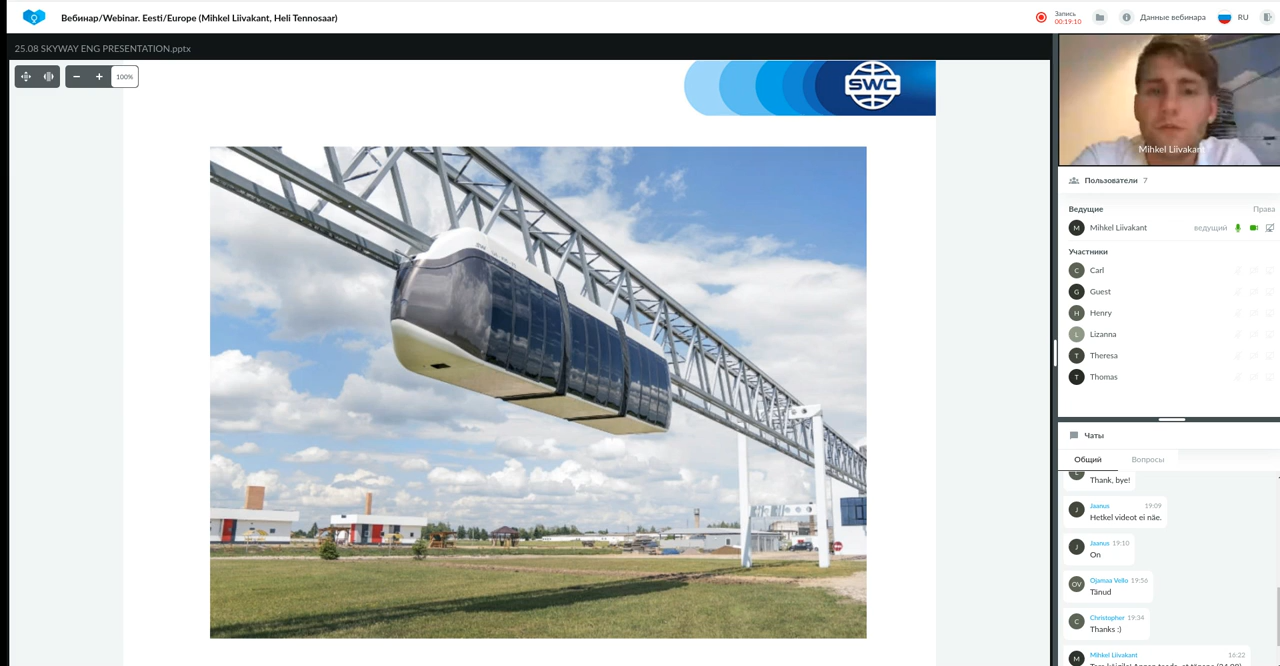 Вебинар/Webinar. Eesti/Europe (Mihkel Liivakant, Heli Tennosaar)
Запись
00:19:10
Данные вебинара
RU
25.08 SKYWAY ENG PRESENTATION.pptx
100%
SWC
Mihkel Liivakant
Пользователи 7
Ведущие Права
M Mihkel Liivakant ведущий
Участники
C Carl
G Guest
H Henry
L Lizanna
T Theresa
T Thomas
Чаты
Общий Вопросы
Thank, bye!
J Jaanus 19:09
Hetkel videot ei näe.
J Jaanus 19:10
On
OV Ojamaa Vello 19:56
Tänud
C Christopher 19:34
Thanks :)
M Mihkel Liivakant 16:22